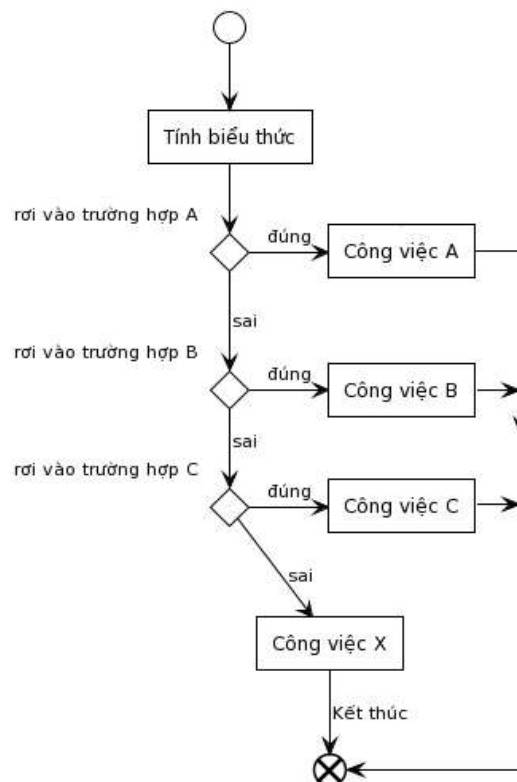 Tính biểu thức
rơi vào trường hợp A
đúng
Công việc A
sai
rơi vào trường hợp B
đúng
Công việc B
sai
rơi vào trường hợp C
đúng
Công việc C
sai
Công việc X
Kết thúc